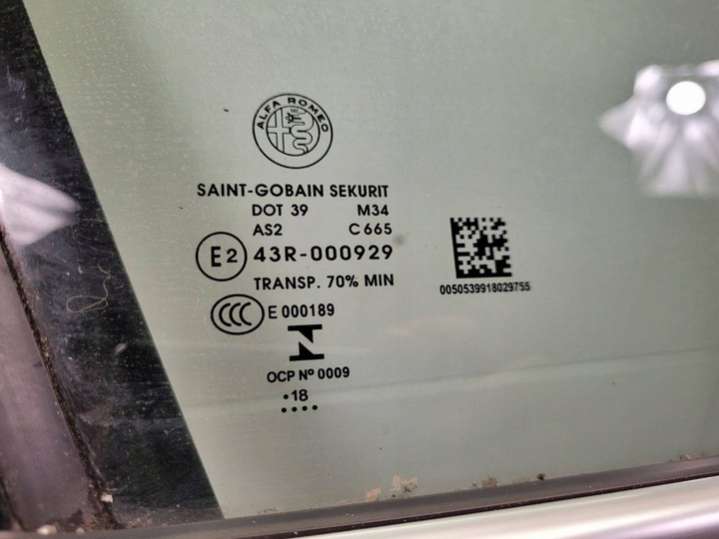 ALFA ROMEO
SAINT-GOBAIN SEKURIT
DOT 39 M34
AS2 C 665
E2 43R-000929
TRANSP. 70% MIN
CCC E 000189
N
OCP Nº 0009
.18
....
0050539918029755